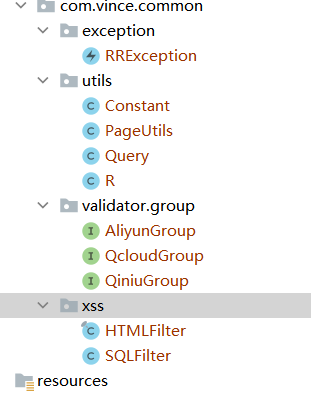 com.vince.common
exception
RRException
utils
Constant
PageUtils
Query
R
validator.group
AliyunGroup
QcloudGroup
QiniuGroup
xss
HTMLFilter
SQLFilter
resources